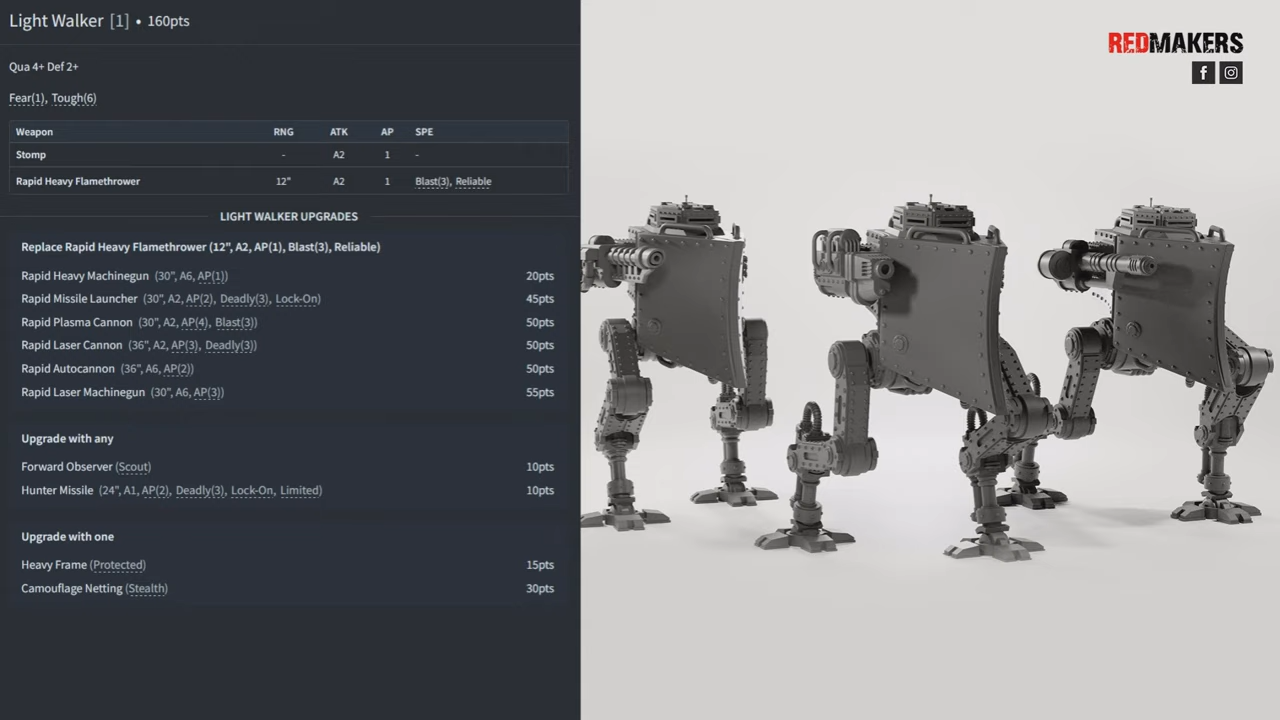 Light Walker [1] • 160pts
Qua 4+ Def 2+
Fear(1), Tough(6)
Weapon RNG ATK AP SPE
Stomp - A2 1 -
Rapid Heavy Flamethrower 12" A2 1 Blast(3), Reliable
LIGHT WALKER UPGRADES
Replace Rapid Heavy Flamethrower (12", A2, AP(1), Blast(3), Reliable)
Rapid Heavy Machinegun (30", A6, AP(1)) 20pts
Rapid Missile Launcher (30", A2, AP(2), Deadly(3), Lock-On) 45pts
Rapid Plasma Cannon (30", A2, AP(4), Blast(3)) 50pts
Rapid Laser Cannon (36", A2, AP(3), Deadly(3)) 50pts
Rapid Autocannon (36", A6, AP(2)) 50pts
Rapid Laser Machinegun (30", A6, AP(3)) 55pts
Upgrade with any
Forward Observer (Scout) 10pts
Hunter Missile (24", A1, AP(2), Deadly(3), Lock-On, Limited) 10pts
Upgrade with one
Heavy Frame (Protected) 15pts
Camouflage Netting (Stealth) 30pts
REDMAKERS